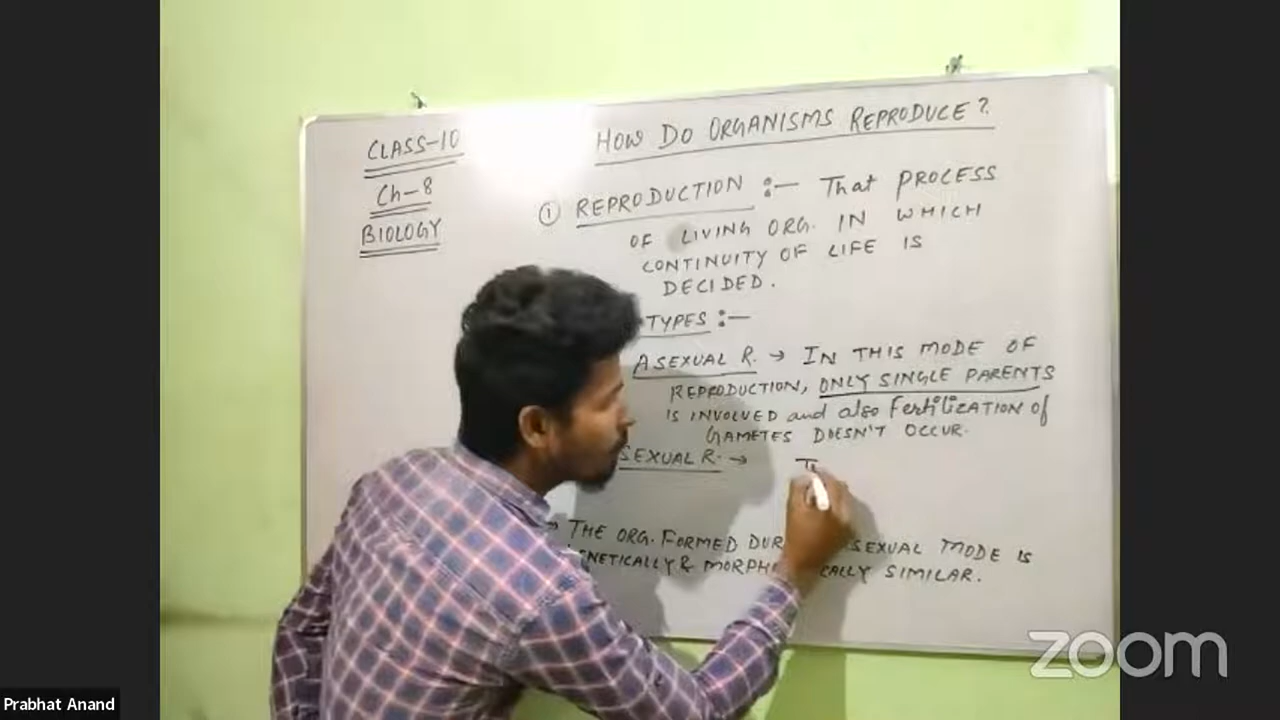 CLASS-10
HOW DO ORGANISMS REPRODUCE?
Ch-8
BIOLOGY
① REPRODUCTION :- That PROCESS
OF LIVING ORG. IN WHICH
CONTINUITY OF LIFE IS
DECIDED.
TYPES :-
ASEXUAL R. → IN THIS MODE OF
REPRODUCTION, ONLY SINGLE PARENTS
IS INVOLVED and also Fertilization of
GAMETES DOESN'T OCCUR.
SEXUAL R. →
THE ORG. FORMED DUR SEXUAL MODE IS
NETICALLY & MORPH CALLY SIMILAR.
zoom
Prabhat Anand